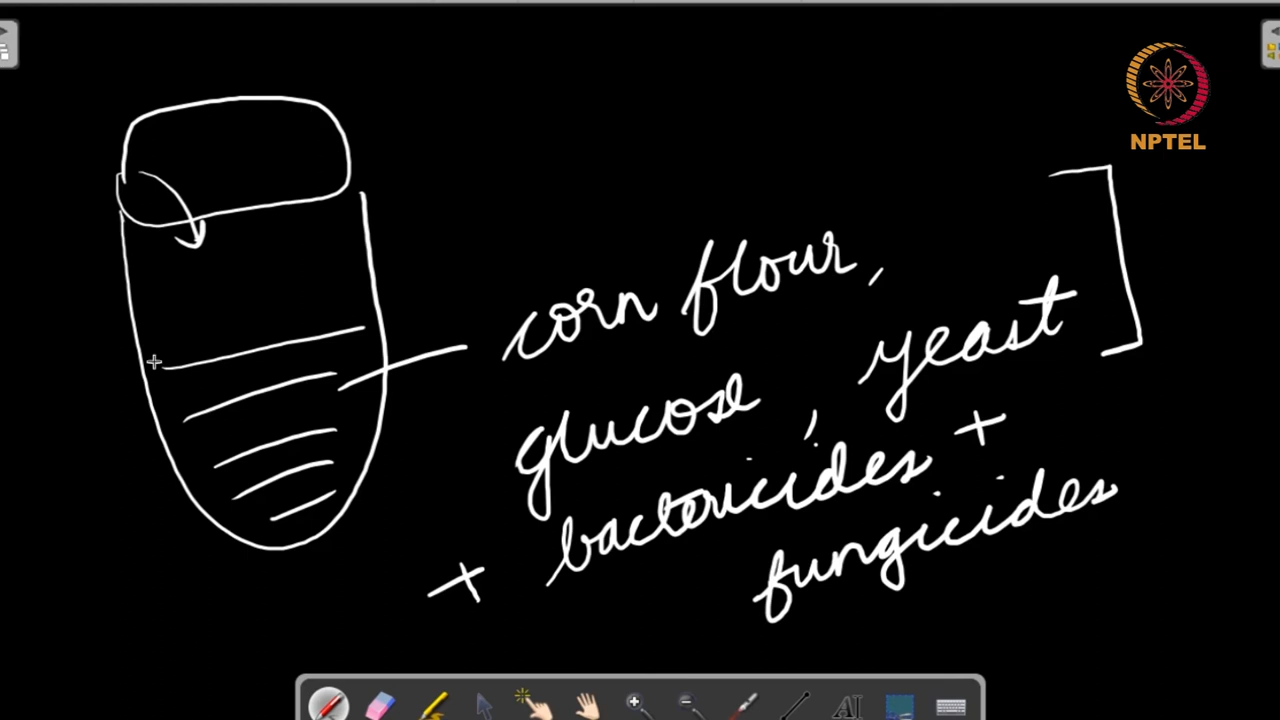 NPTEL
corn flour,
glucose, yeast
+ bactericides +
fungicides